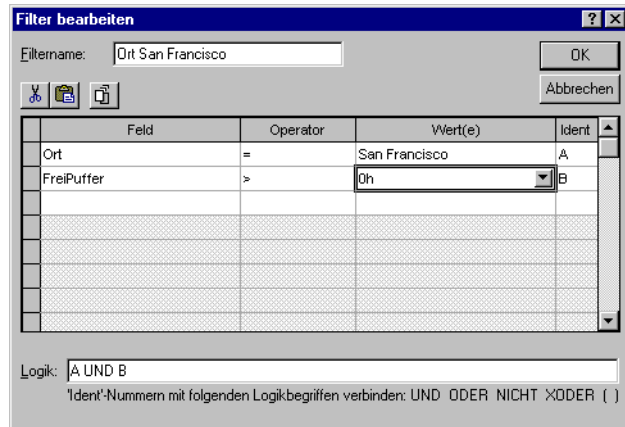 Filter bearbeiten
Filtername: Ort San Francisco
OK
Abbrechen
Feld Operator Wert(e) Ident
Ort = San Francisco A
FreiPuffer > 0h B
Logik: A UND B
'Ident'-Nummern mit folgenden Logikbegriffen verbinden: UND ODER NICHT XODER ( )